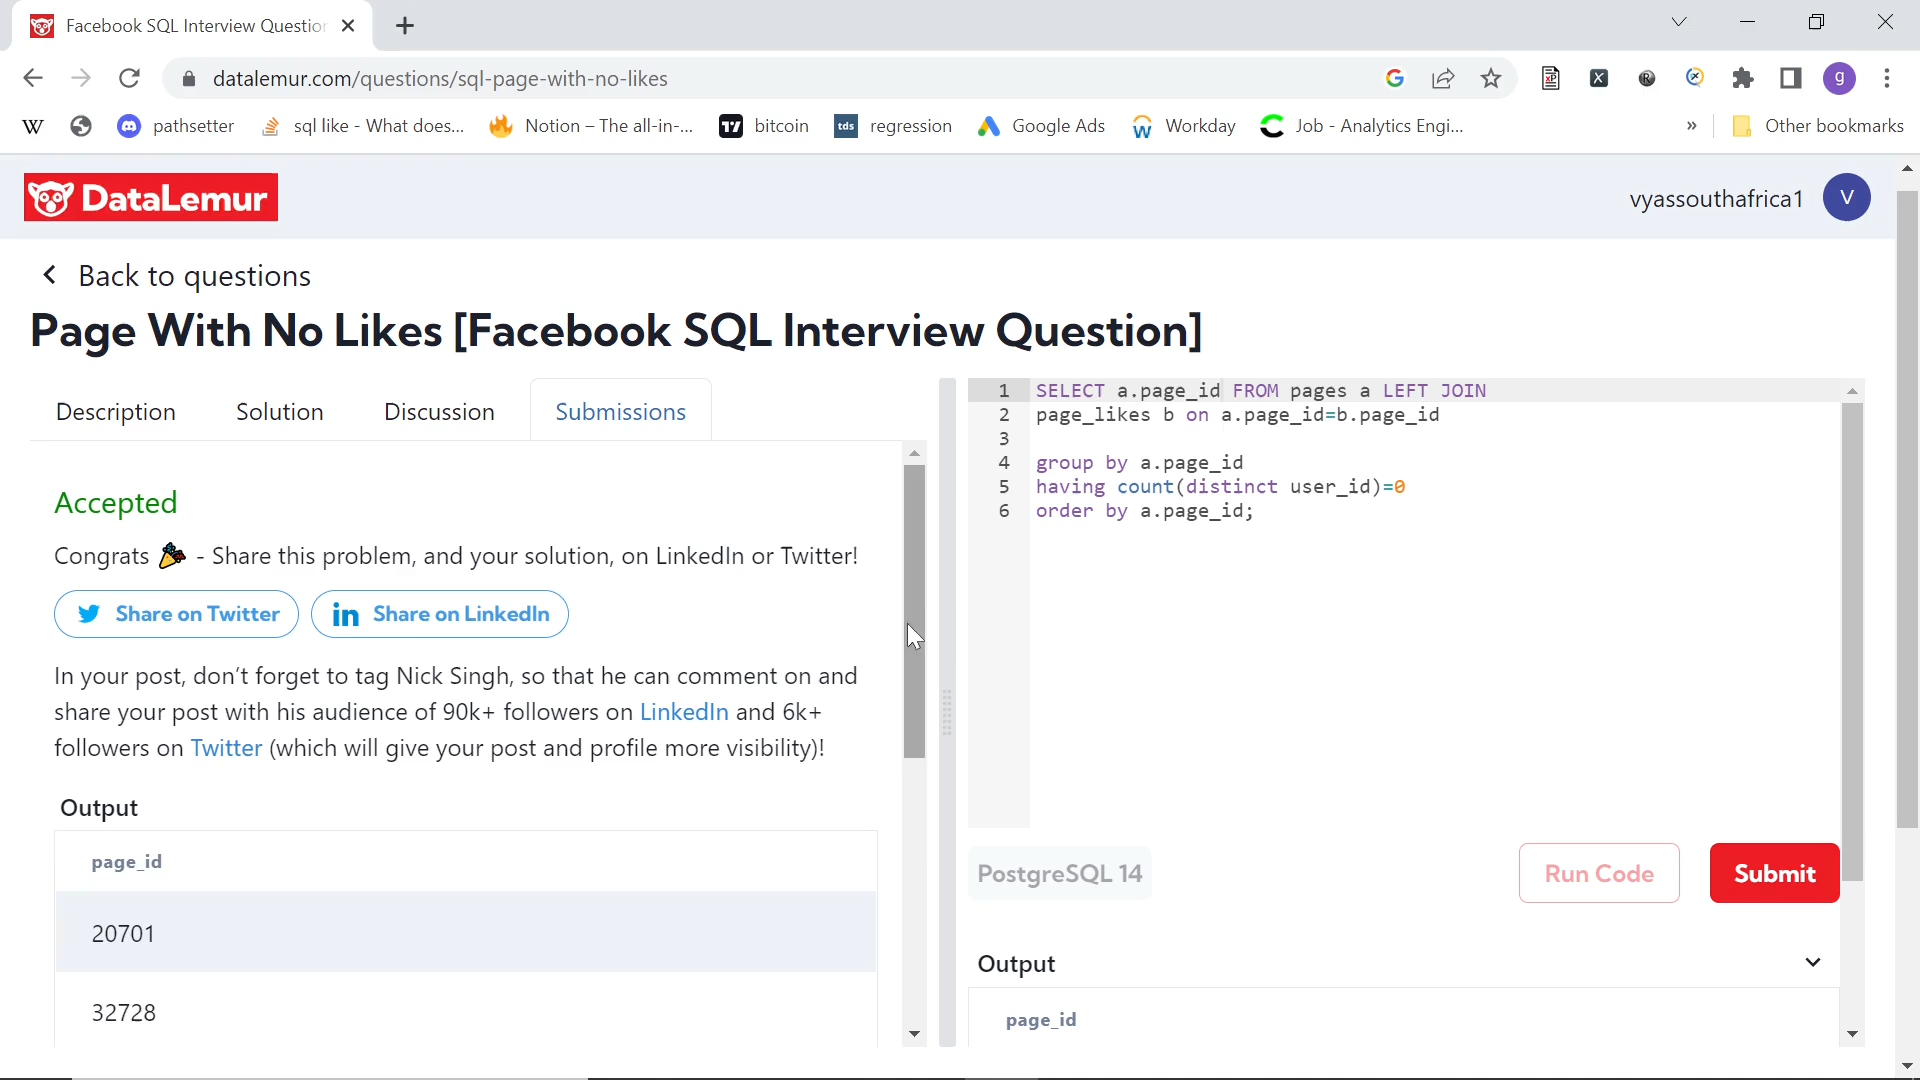 Facebook SQL Interview Question
datalemur.com/questions/sql-page-with-no-likes
pathsetter
sql like - What does...
Notion – The all-in-...
bitcoin
tds
regression
Google Ads
Workday
Job - Analytics Engi...
»
Other bookmarks
DataLemur
vyassouthafrica1
V
Back to questions
Page With No Likes [Facebook SQL Interview Question]
Description
Solution
Discussion
Submissions
Accepted
Congrats 🎉 - Share this problem, and your solution, on LinkedIn or Twitter!
Share on Twitter
in Share on LinkedIn
In your post, don't forget to tag Nick Singh, so that he can comment on and
share your post with his audience of 90k+ followers on LinkedIn and 6k+
followers on Twitter (which will give your post and profile more visibility)!
Output
page_id
20701
32728
1 SELECT a.page_id FROM pages a LEFT JOIN
2 page_likes b on a.page_id=b.page_id
3
4 group by a.page_id
5 having count(distinct user_id)=0
6 order by a.page_id;
PostgreSQL 14
Run Code
Submit
Output
page_id